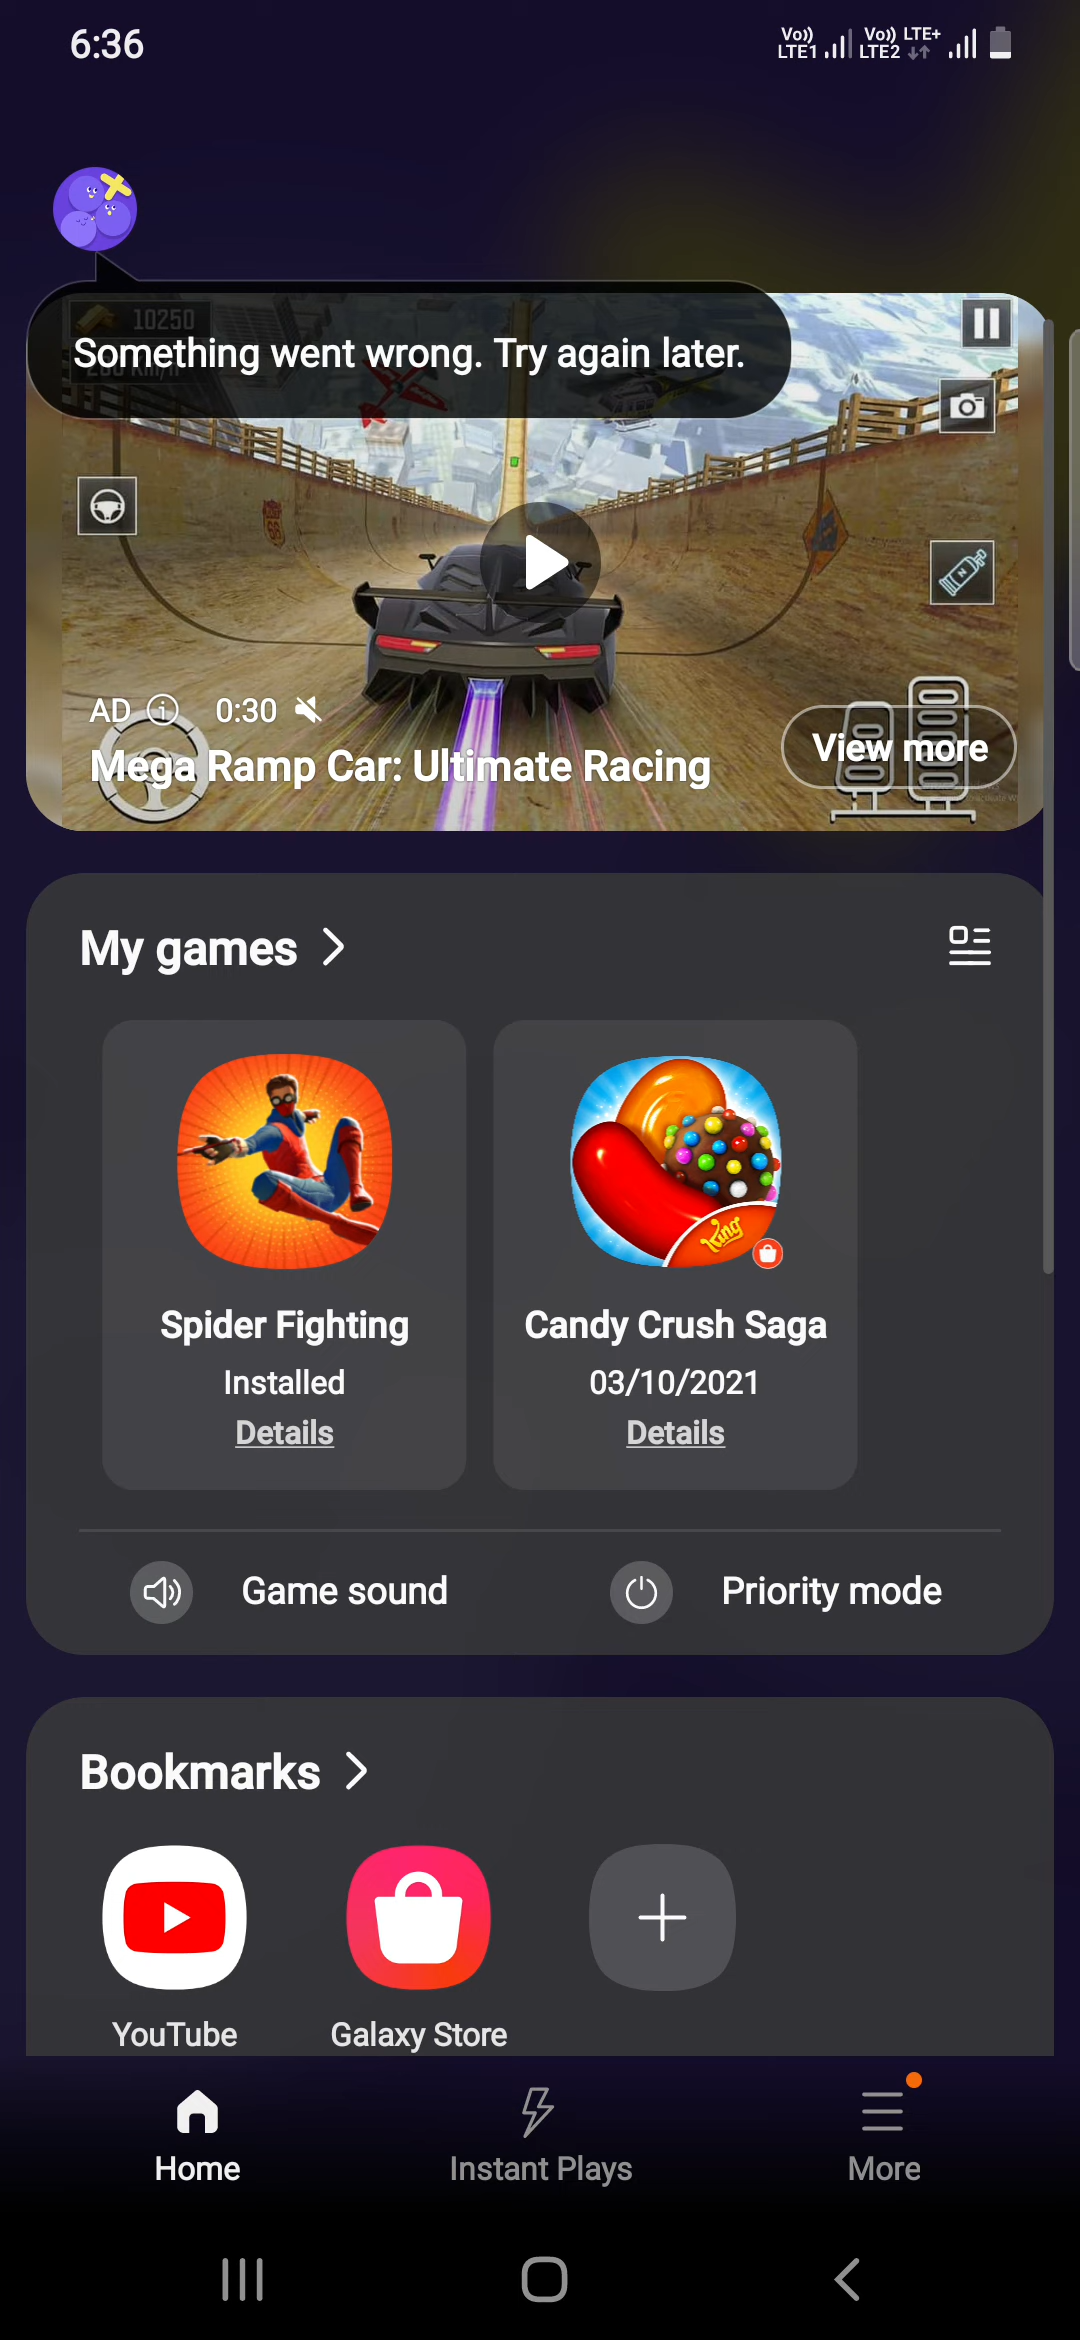 6:36
Vo)) LTE1 Vo)) LTE2 LTE+
10250
Something went wrong. Try again later.
AD 0:30
Mega Ramp Car: Ultimate Racing
View more
My games
Spider Fighting
Installed
Details
King
Candy Crush Saga
03/10/2021
Details
Game sound
Priority mode
Bookmarks
YouTube
Galaxy Store
Home
Instant Plays
More